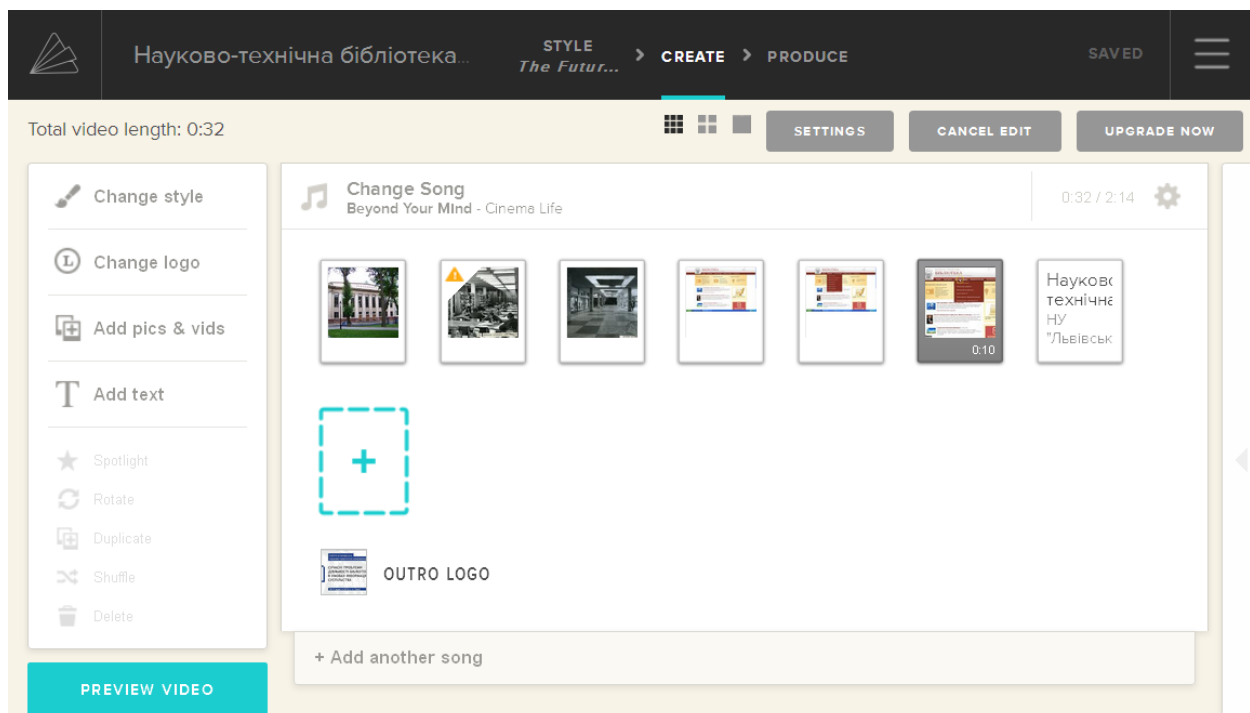 Науково-технічна бібліотека...
STYLE
The Futur...
CREATE
PRODUCE
SAVED
Total video length: 0:32
SETTINGS
CANCEL EDIT
UPGRADE NOW
Change style
Change logo
Add pics & vids
Add text
Spotlight
Rotate
Duplicate
Shuffle
Delete
PREVIEW VIDEO
Change Song
Beyond Your Mind - Cinema Life
0:32 / 2:14
0:10
Науково
технічна
НУ
"Львівськ
OUTRO LOGO
+ Add another song